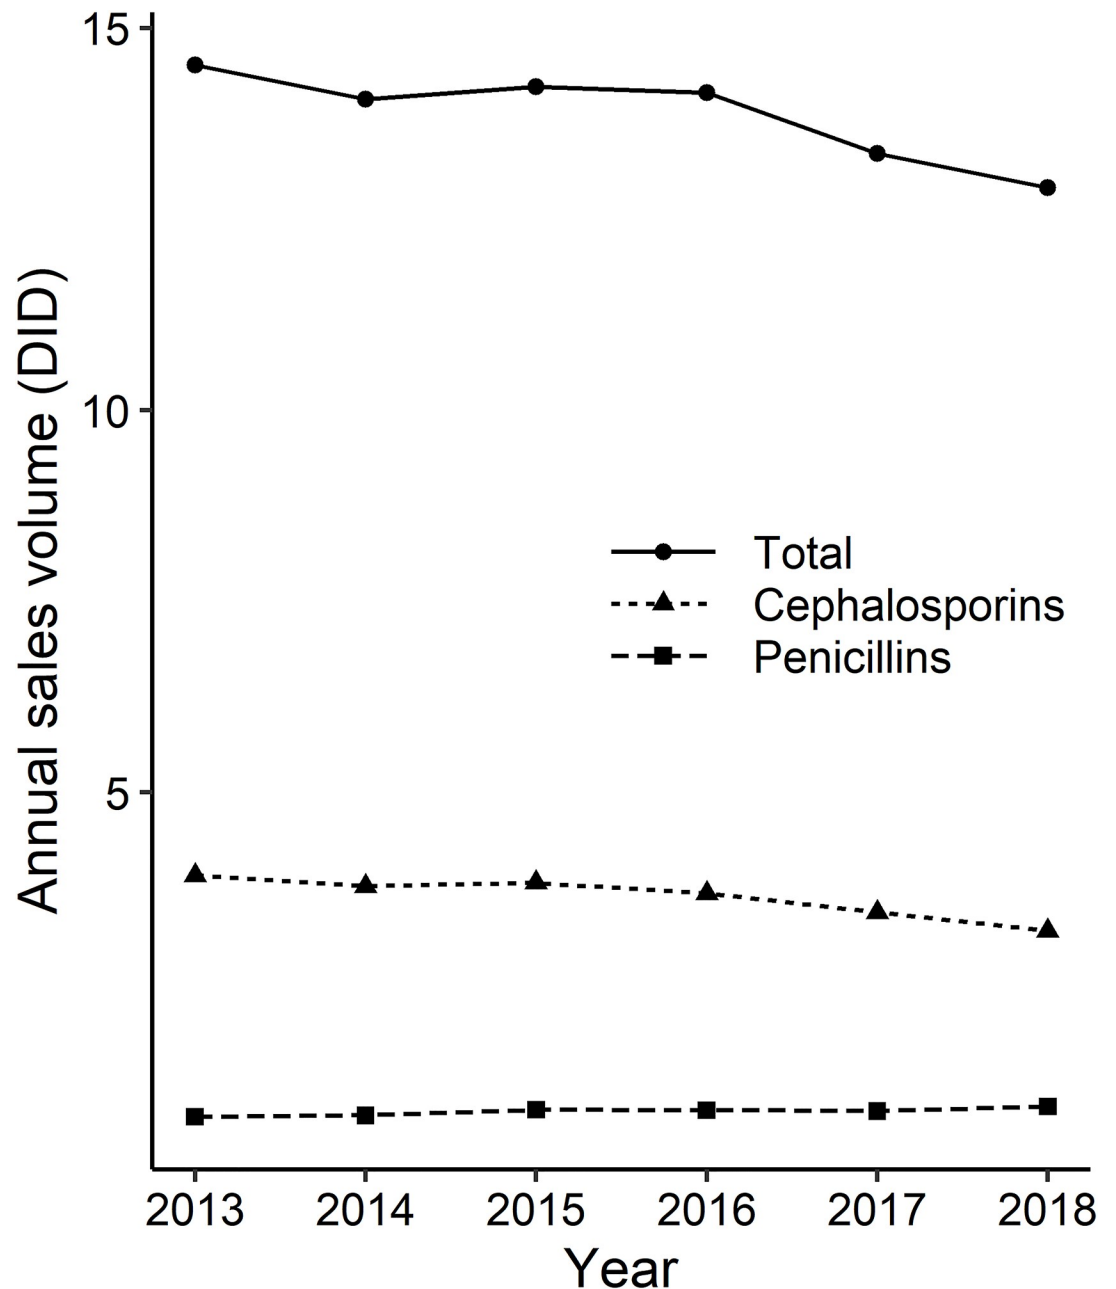 Annual sales volume (DID)
15
10
5
Total
Cephalosporins
Penicillins
2013 2014 2015 2016 2017 2018
Year